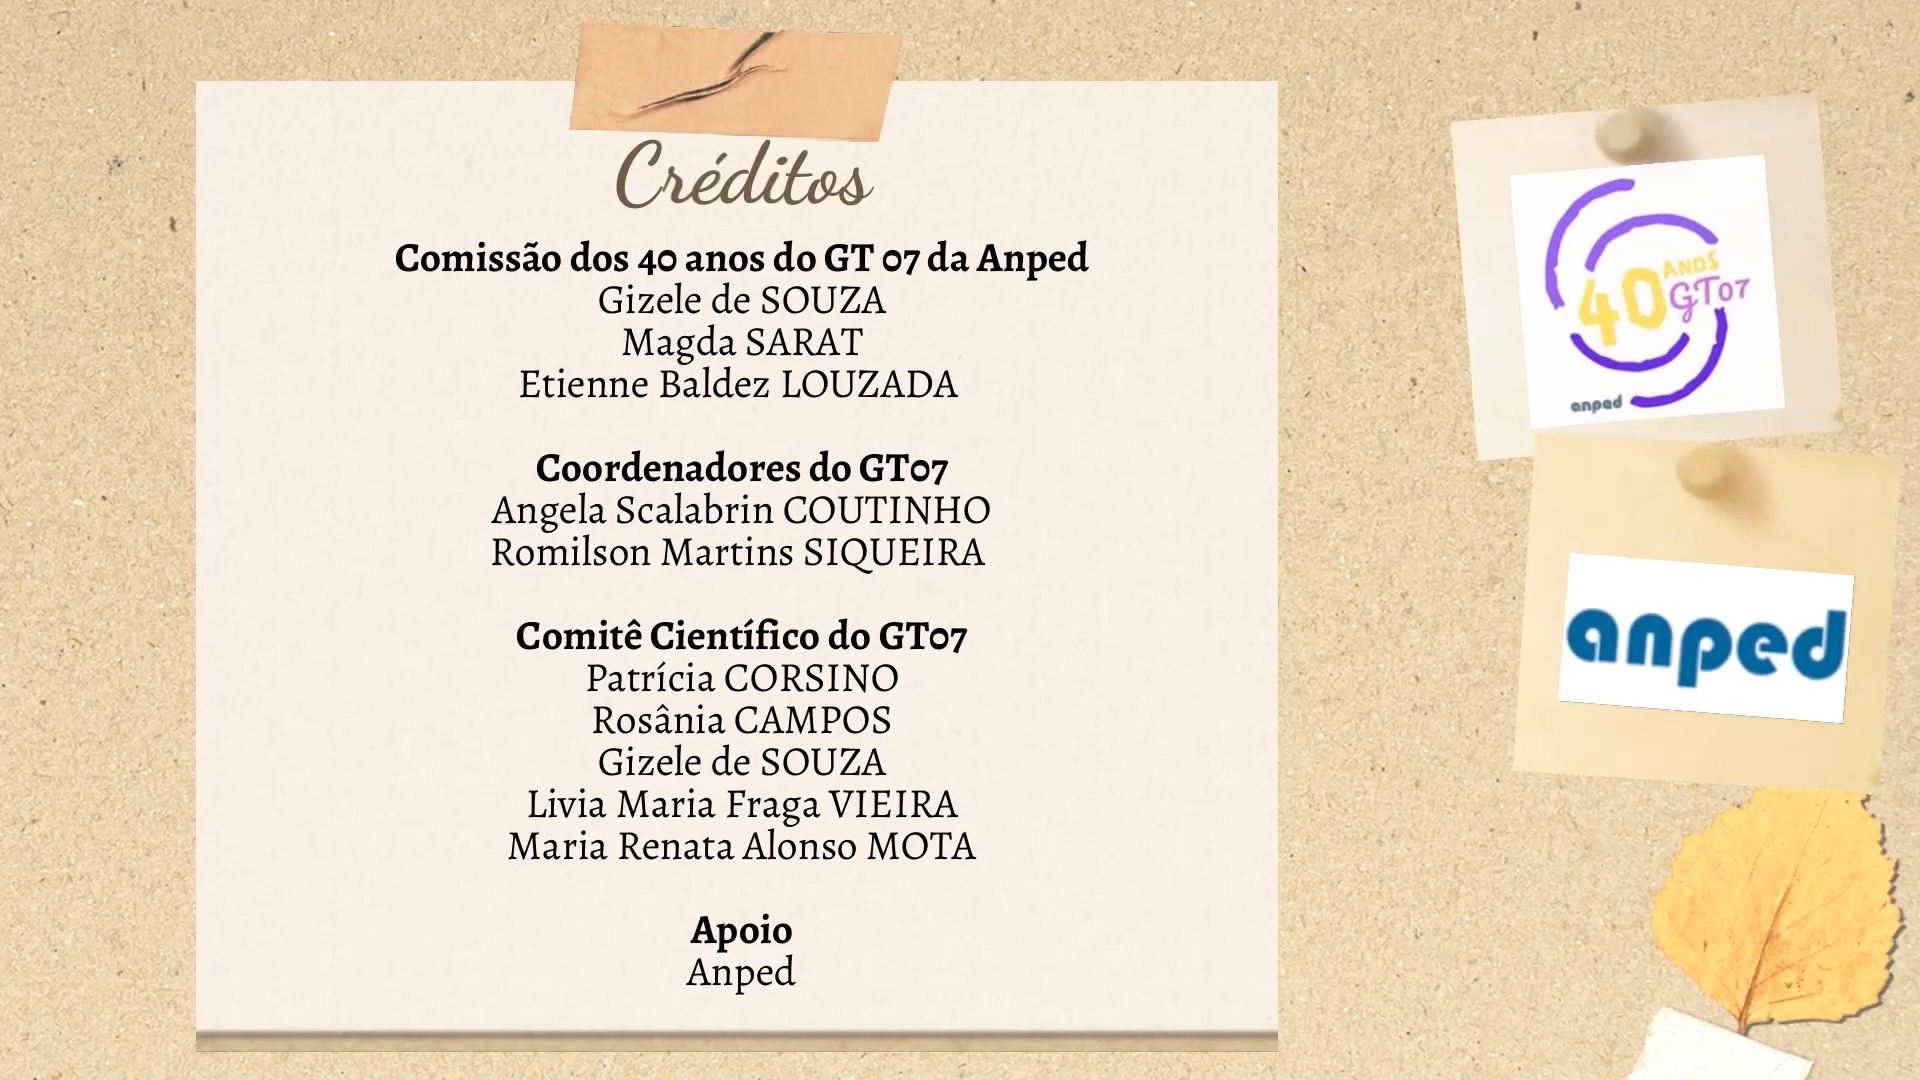 Créditos
Comissão dos 40 anos do GT 07 da Anped
Gizele de SOUZA
Magda SARAT
Etienne Baldez LOUZADA
Coordenadores do GT07
Angela Scalabrin COUTINHO
Romilson Martins SIQUEIRA
Comitê Científico do GT07
Patrícia CORSINO
Rosânia CAMPOS
Gizele de SOUZA
Livia Maria Fraga VIEIRA
Maria Renata Alonso MOTA
Apoio
Anped
40 ANOS
GT07
anped
anped